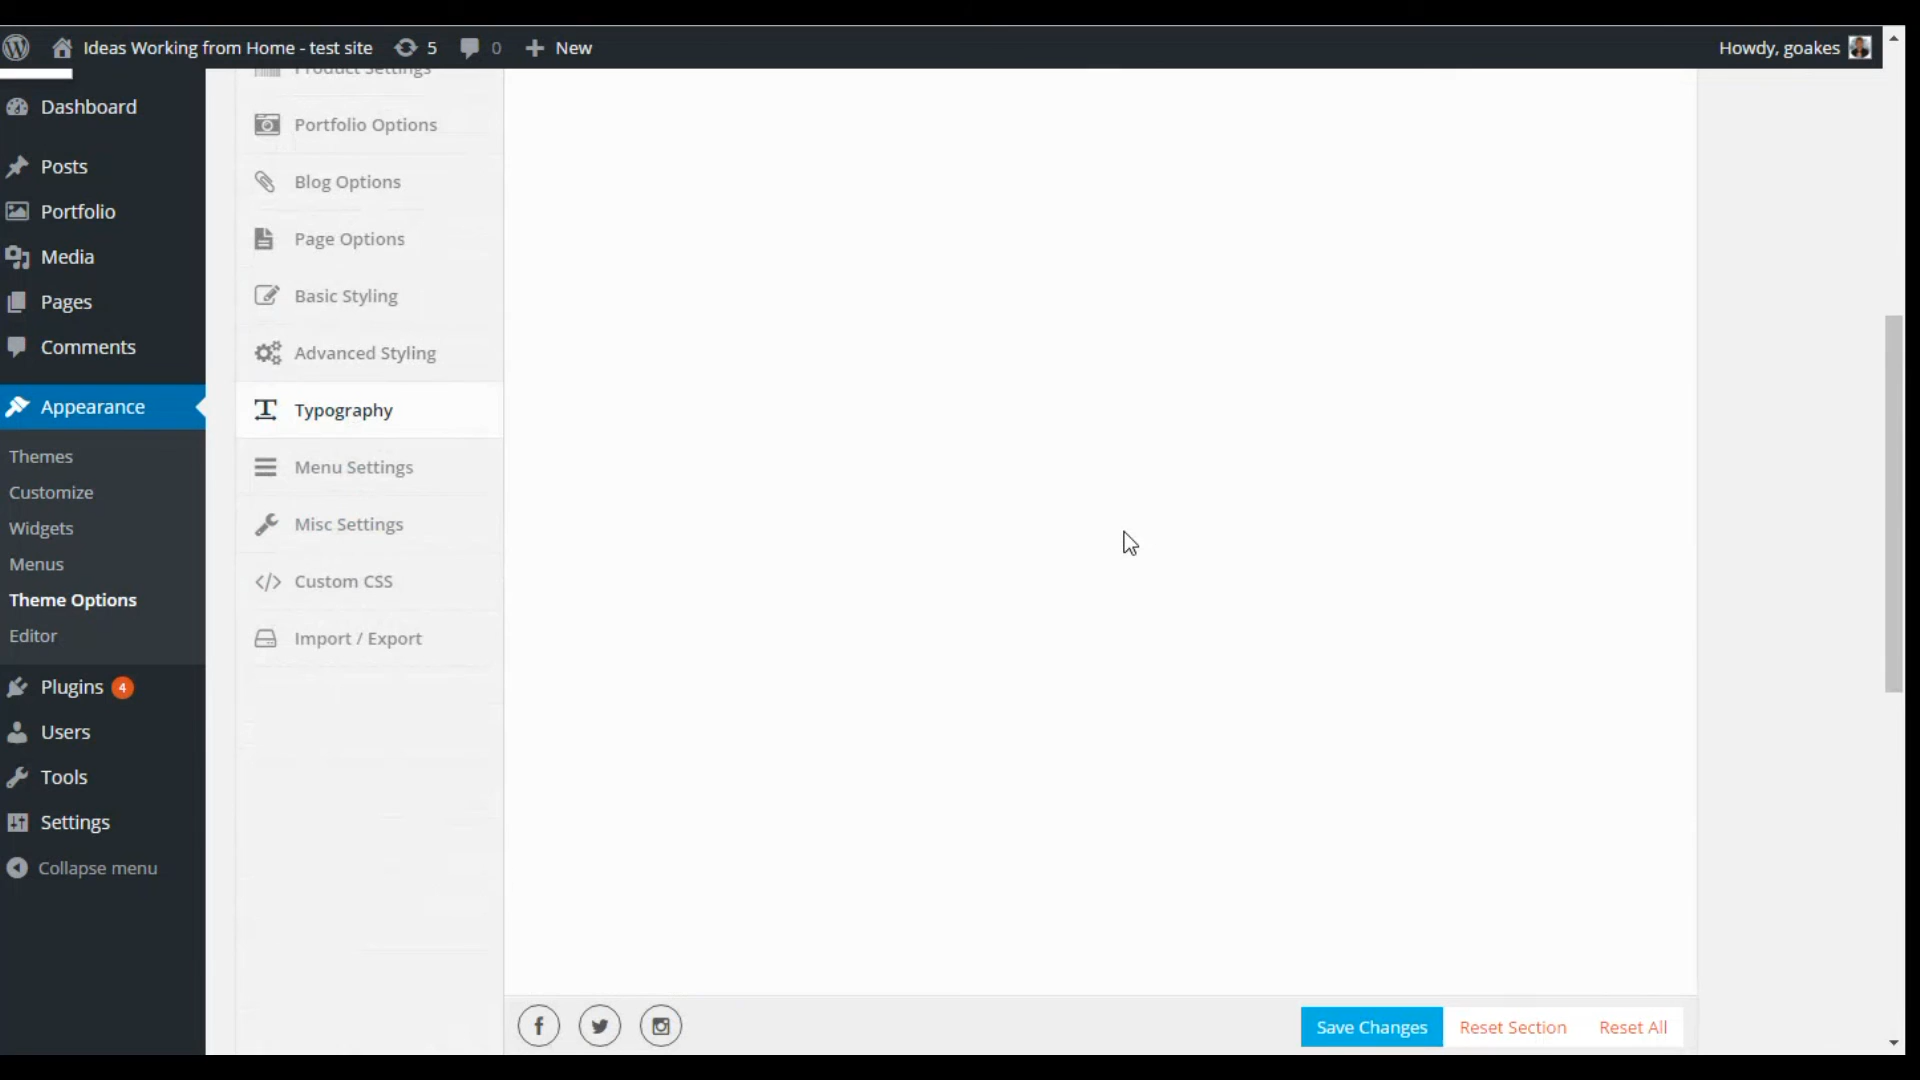 Ideas Working from Home - test site 5 0 New Howdy, goakes
Dashboard
Posts
Portfolio
Media
Pages
Comments
Appearance
Themes
Customize
Widgets
Menus
Theme Options
Editor
Plugins 4
Users
Tools
Settings
Collapse menu
Product Settings
Portfolio Options
Blog Options
Page Options
Basic Styling
Advanced Styling
Typography
Menu Settings
Misc Settings
Custom CSS
Import / Export
Save Changes Reset Section Reset All